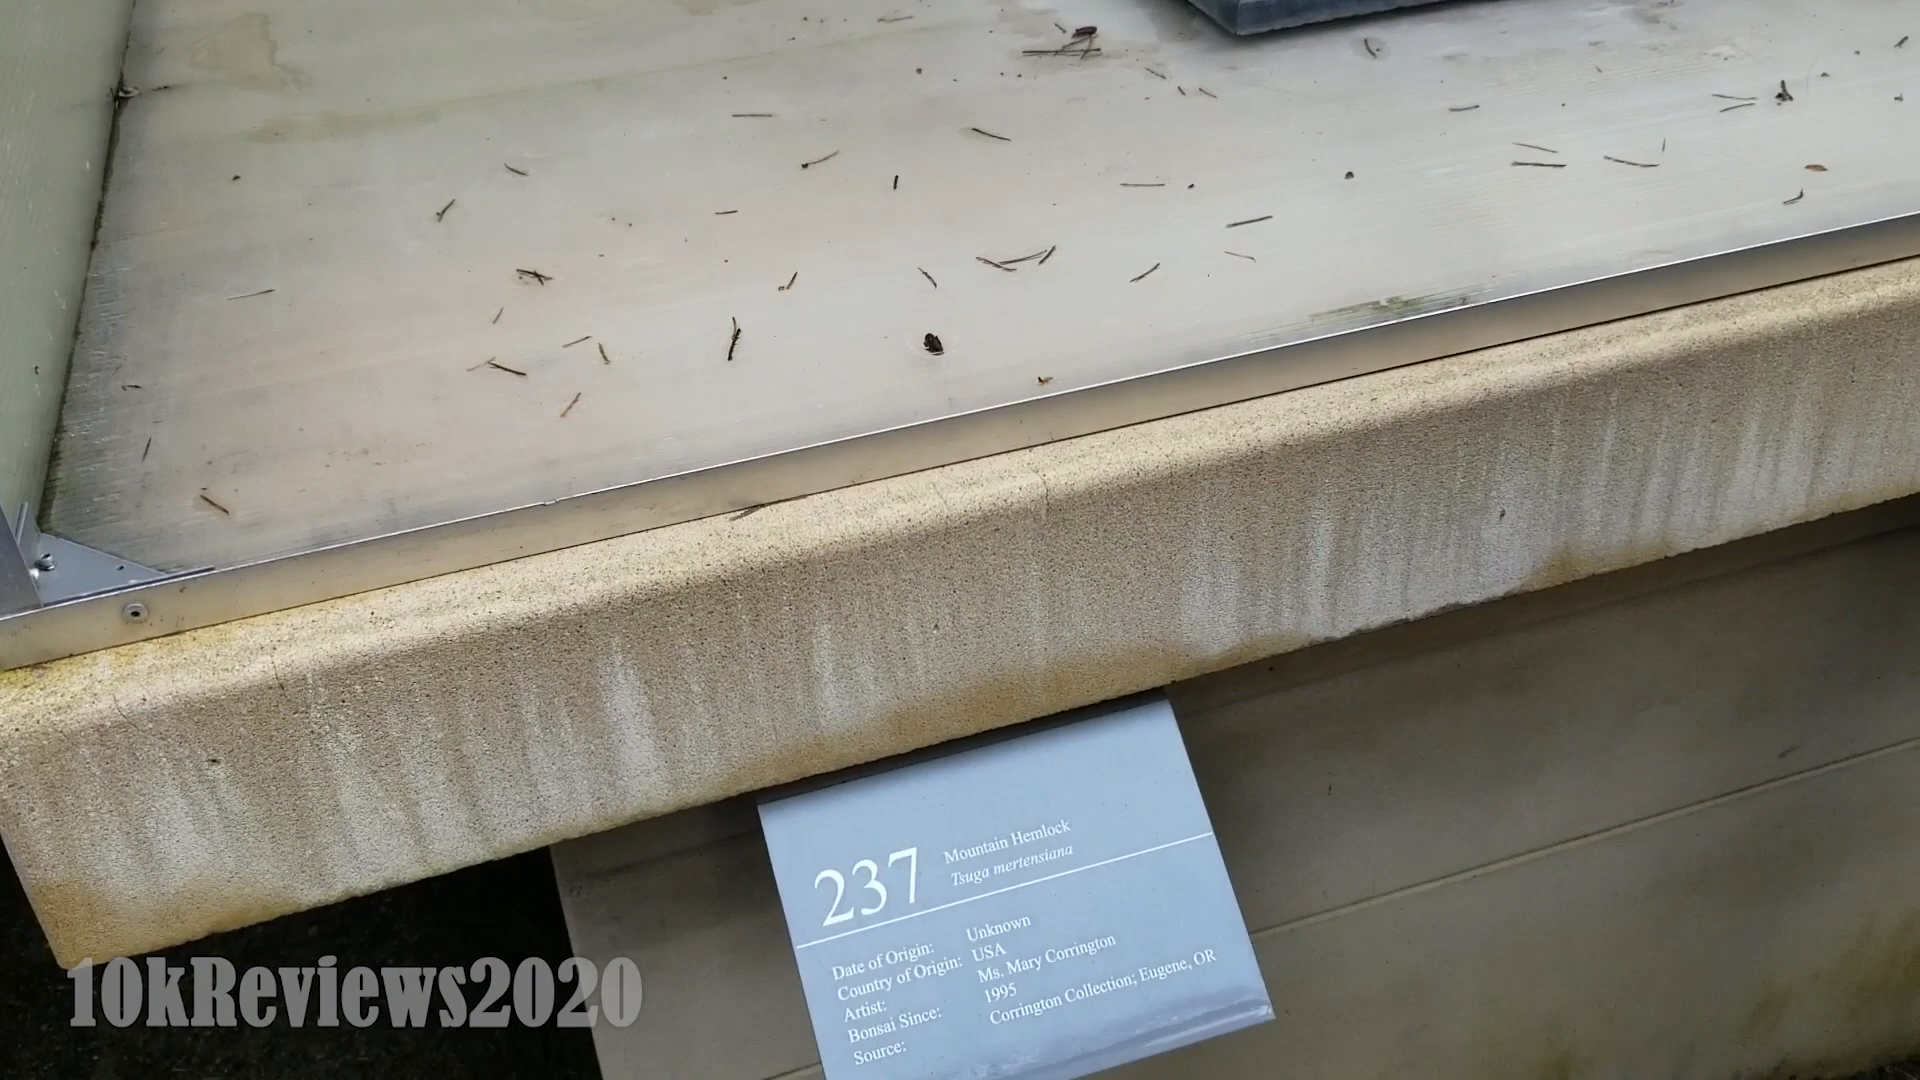 237 Mountain Hemlock
Tsuga mertensiana
Date of Origin: Unknown
Country of Origin: USA
Artist: Ms. Mary Corrington
Bonsai Since: 1995
Source: Corrington Collection; Eugene, OR
10kReviews2020